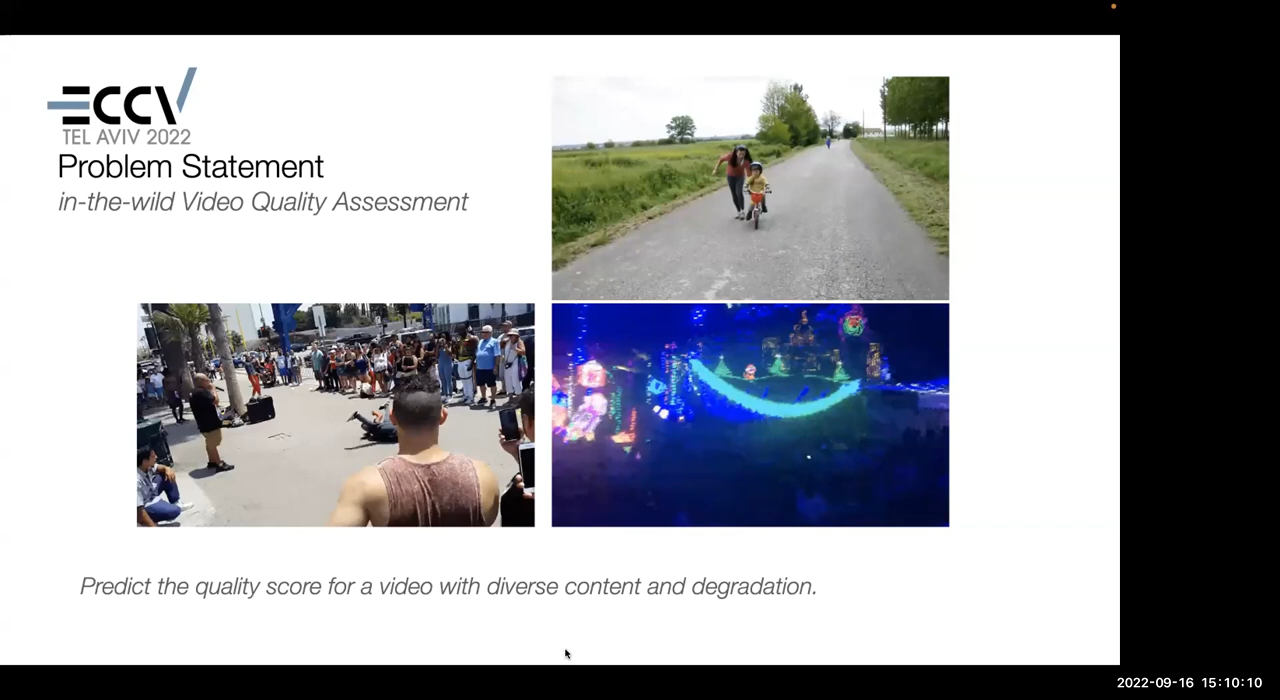 ECCV
TEL AVIV 2022
Problem Statement
in-the-wild Video Quality Assessment
Predict the quality score for a video with diverse content and degradation.
2022-09-16 15:10:10